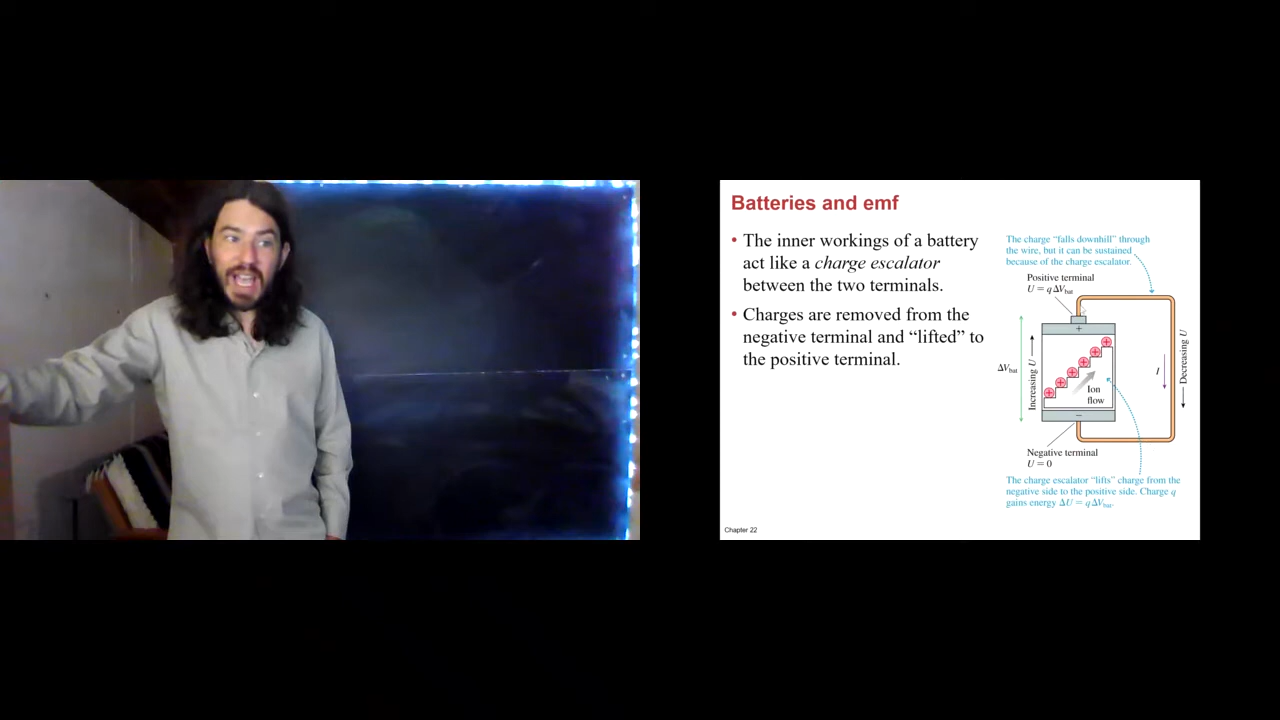 Batteries and emf
• The inner workings of a battery
act like a charge escalator
between the two terminals.
• Charges are removed from the
negative terminal and “lifted” to
the positive terminal.
The charge “falls downhill” through
the wire, but it can be sustained
because of the charge escalator.
Positive terminal
U = qΔVbat
+
ΔVbat
Increasing U
Ion
flow
I
Decreasing U
−
Negative terminal
U = 0
The charge escalator “lifts” charge from the
negative side to the positive side. Charge q
gains energy ΔU = qΔVbat.
Chapter 22